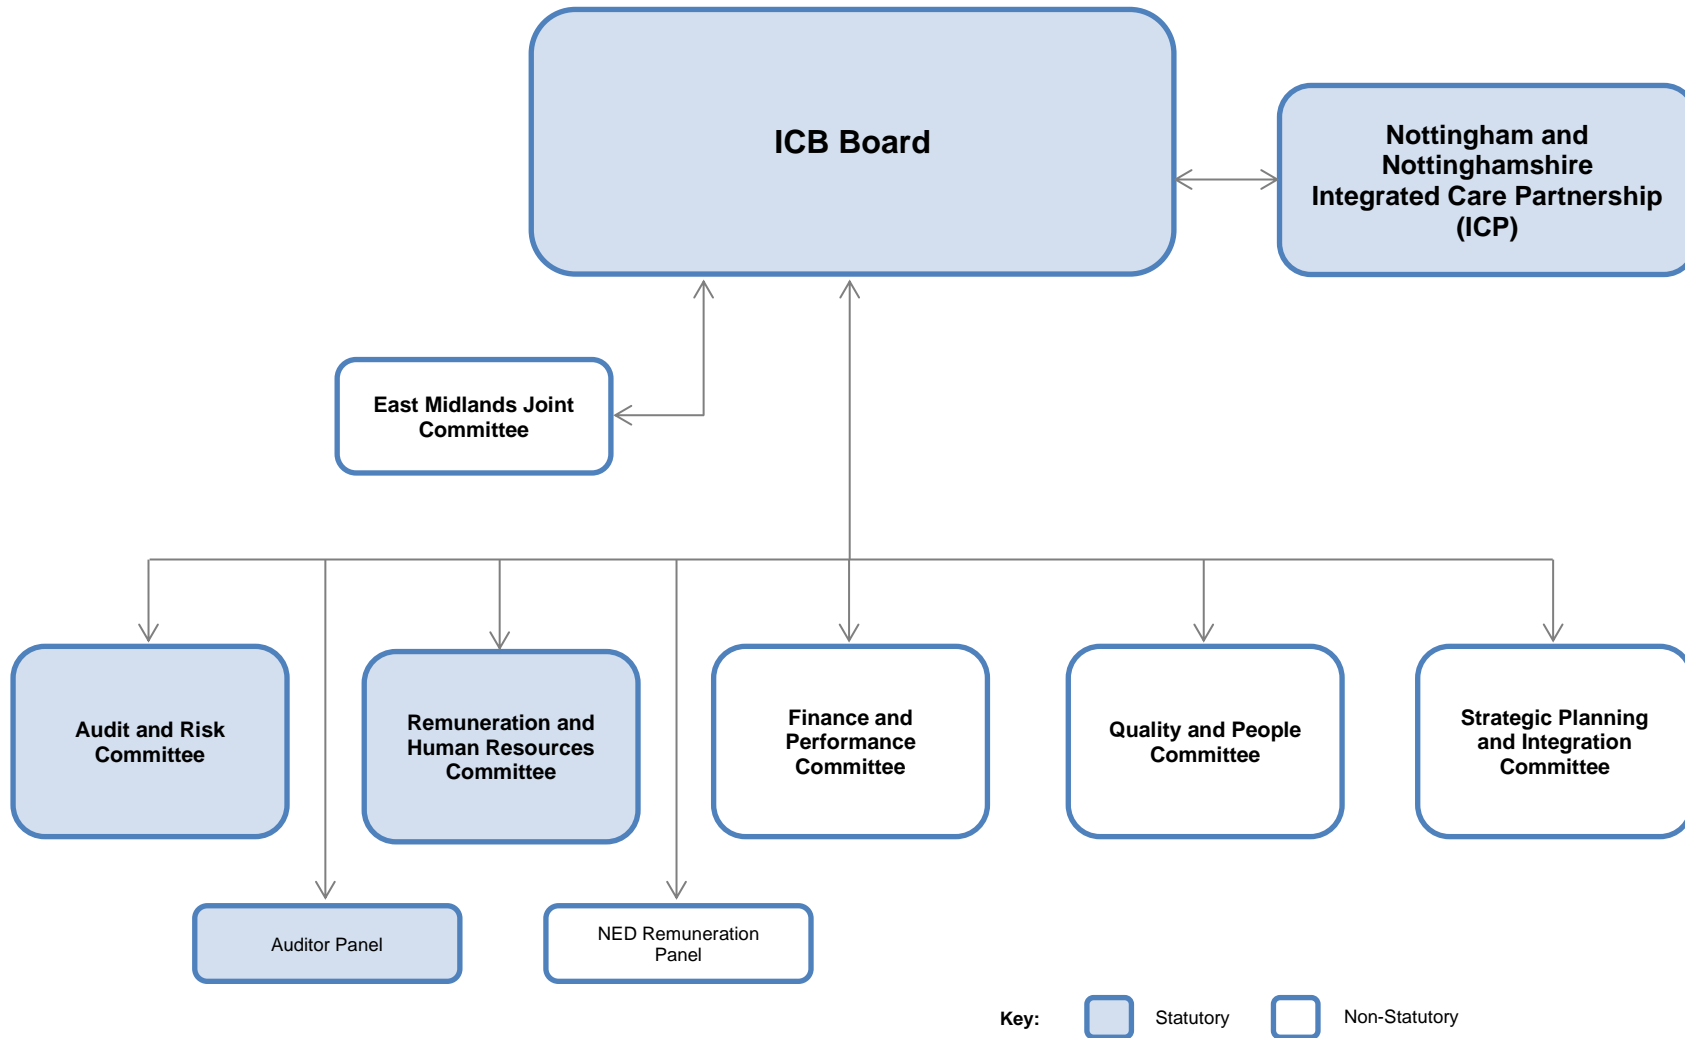 ICB Board
Nottingham and
Nottinghamshire
Integrated Care Partnership
(ICP)
East Midlands Joint
Committee
Audit and Risk
Committee
Remuneration and
Human Resources
Committee
Finance and
Performance
Committee
Quality and People
Committee
Strategic Planning
and Integration
Committee
Auditor Panel
NED Remuneration
Panel
Key:
Statutory
Non-Statutory